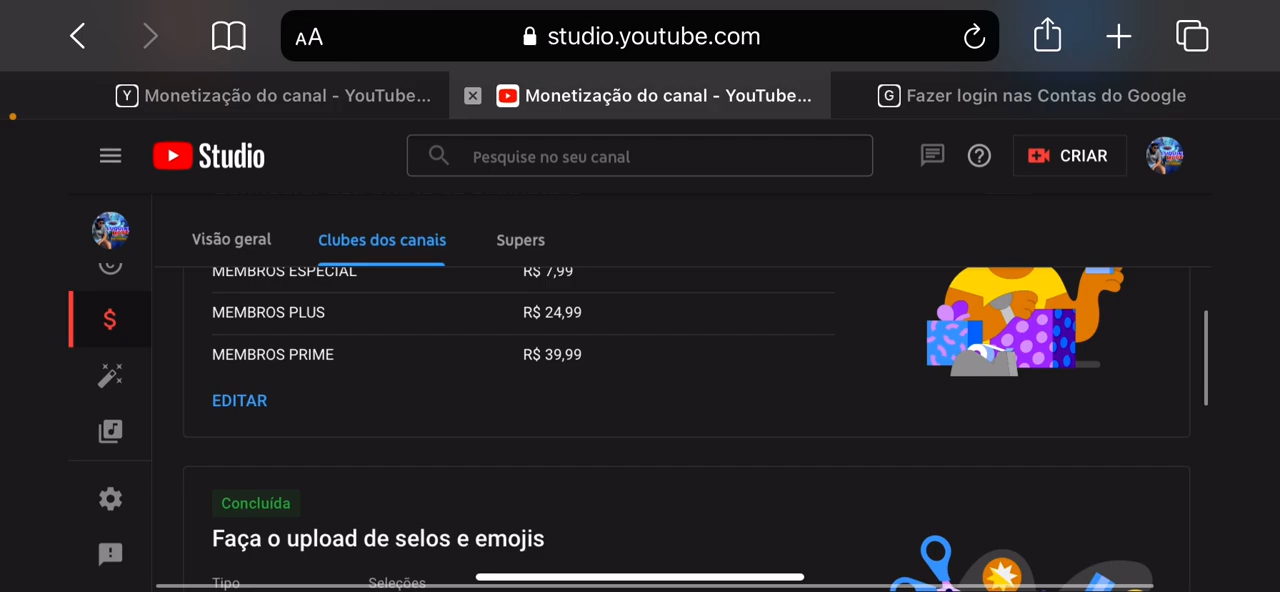 AA
studio.youtube.com
Y
Monetização do canal - YouTube...
Monetização do canal - YouTube...
G
Fazer login nas Contas do Google
Studio
Pesquise no seu canal
CRIAR
Visão geral
Clubes dos canais
Supers
MEMBROS ESPECIAL
R$ 7,99
MEMBROS PLUS
R$ 24,99
MEMBROS PRIME
R$ 39,99
EDITAR
Concluída
Faça o upload de selos e emojis
Tipo
Seleções